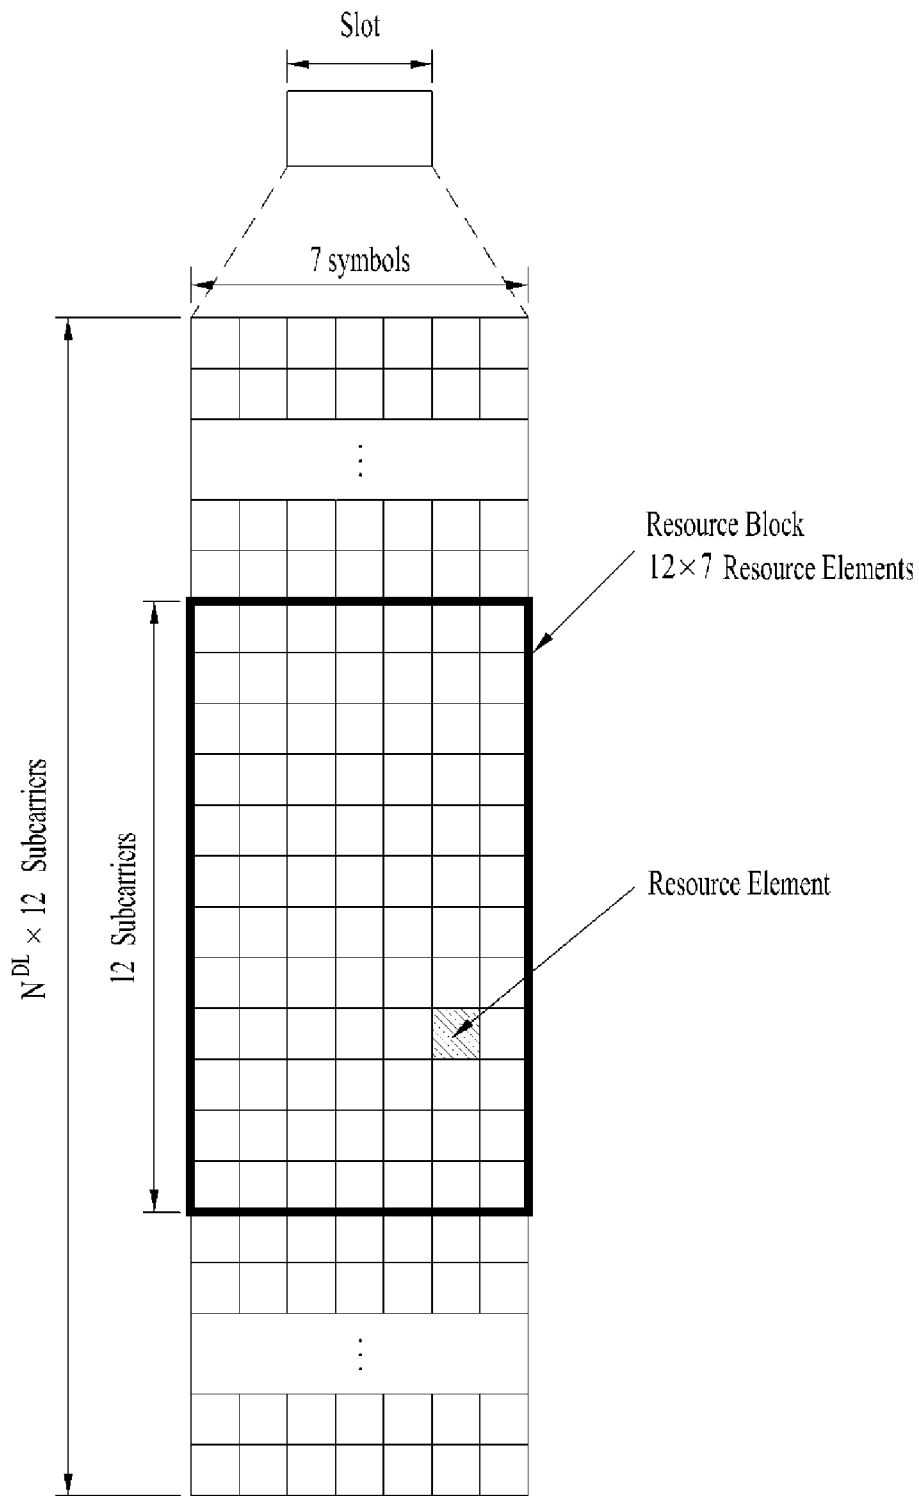 Slot
7 symbols
Resource Block
12×7 Resource Elements
N^DL × 12 Subcarriers
12 Subcarriers
Resource Element